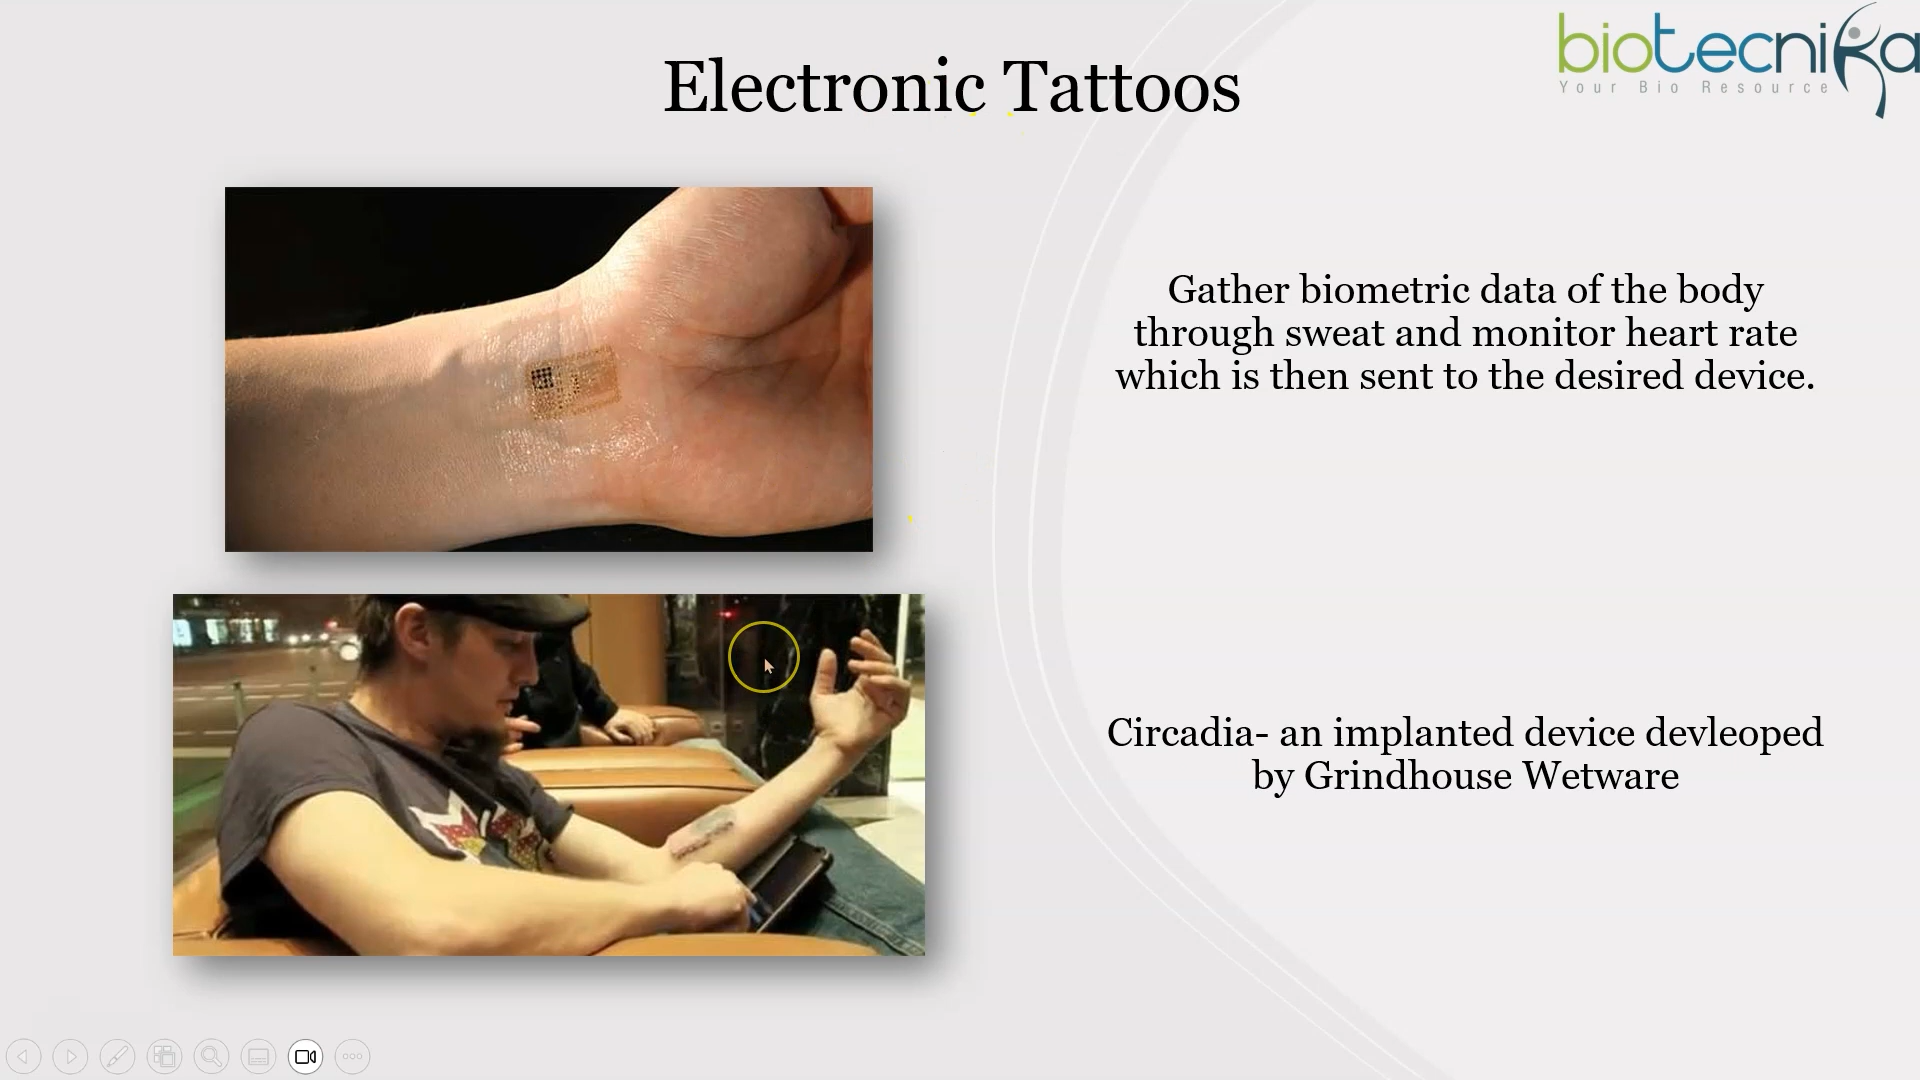 Electronic Tattoos
biotecnika
Your Bio Resource
Gather biometric data of the body
through sweat and monitor heart rate
which is then sent to the desired device.
Circadia- an implanted device devleoped
by Grindhouse Wetware